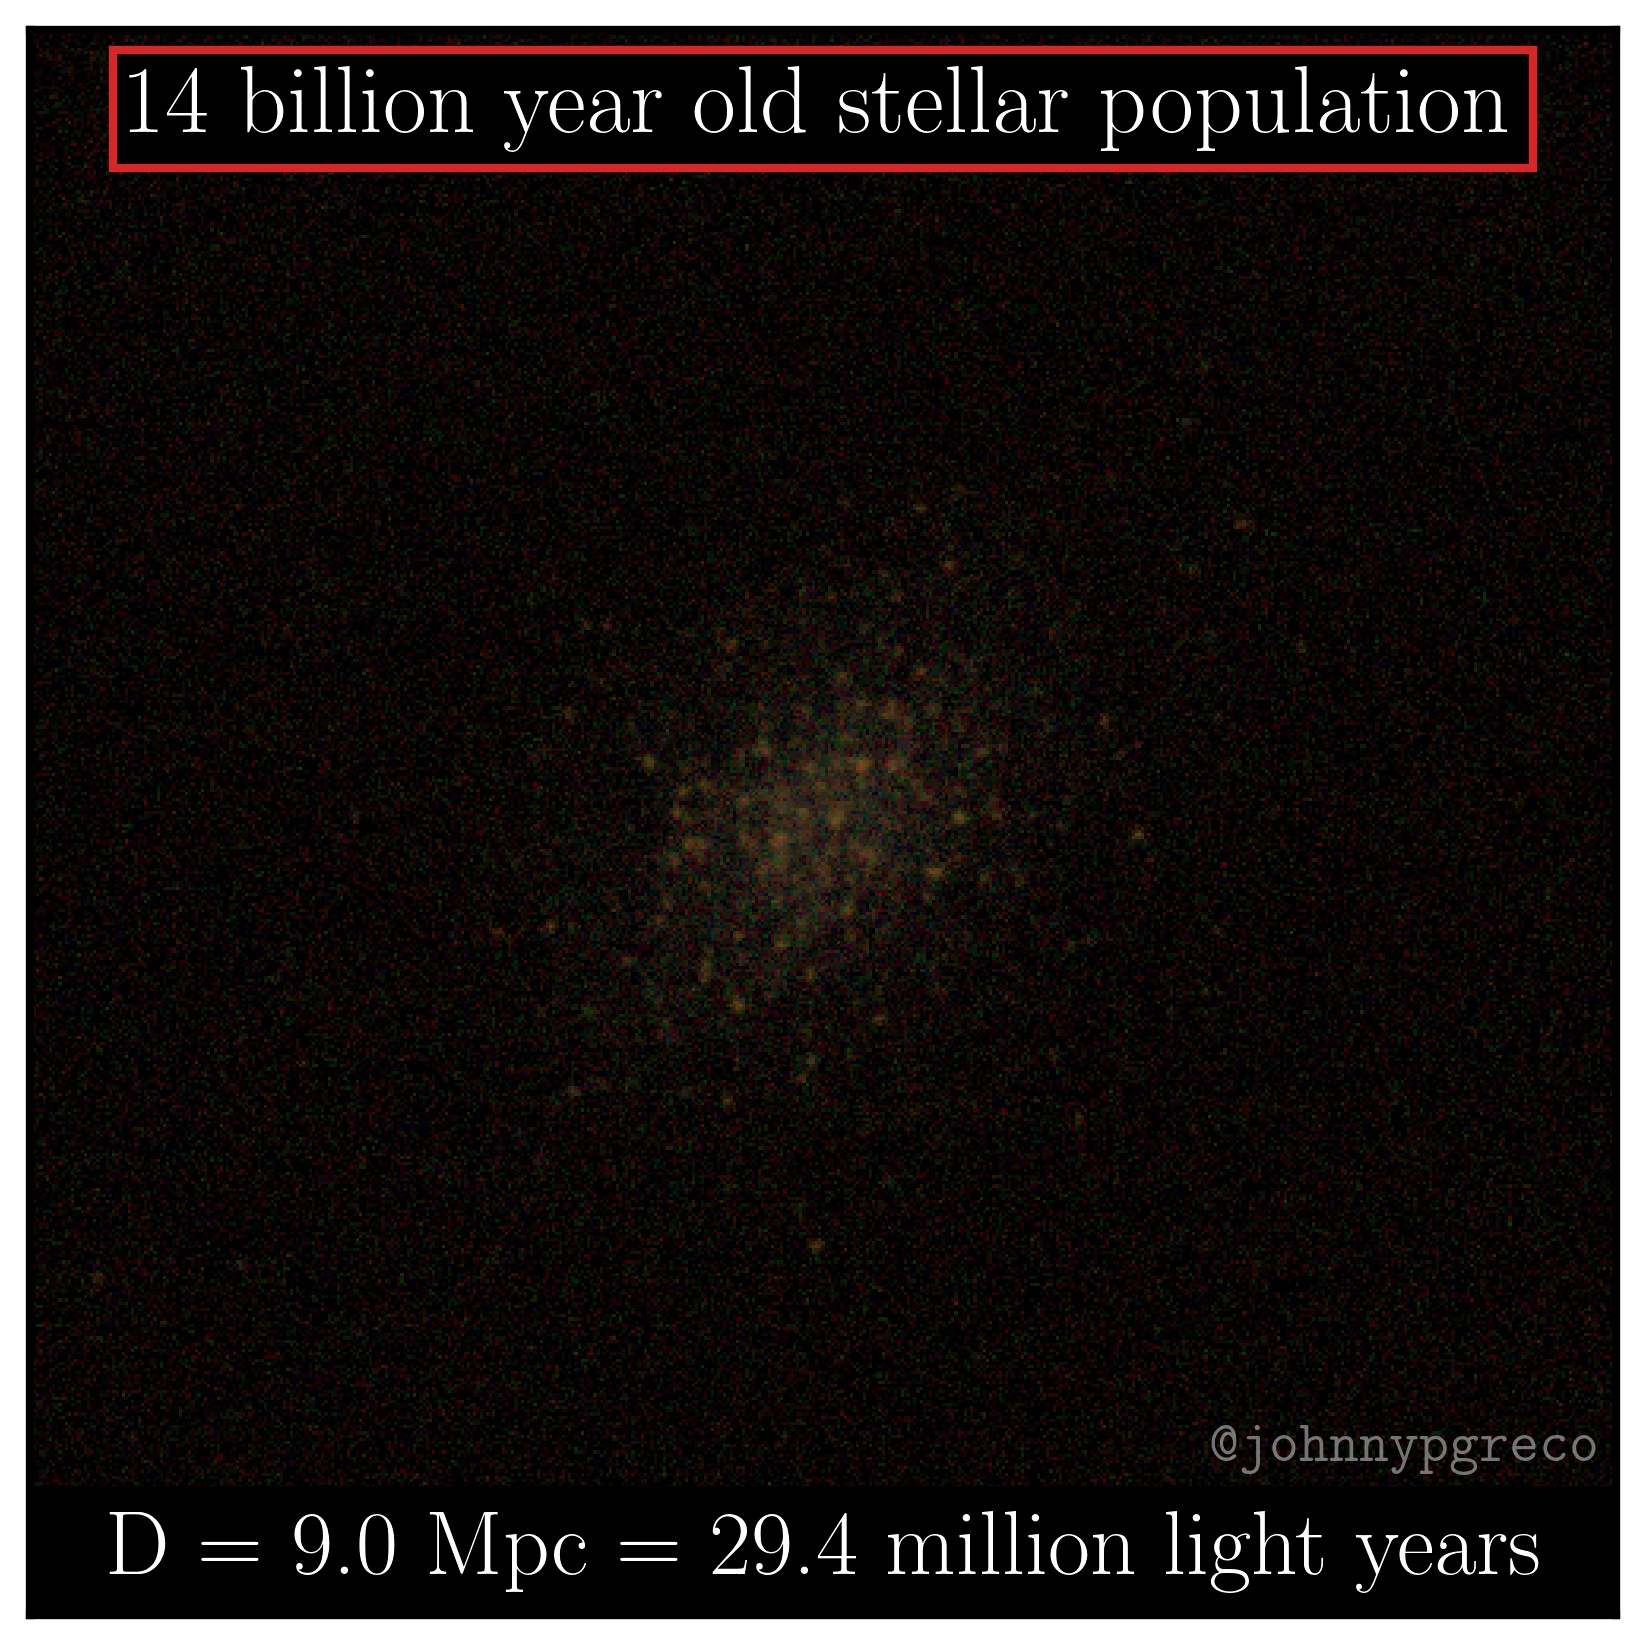 14 billion year old stellar population
@johnnypgreco
D = 9.0 Mpc = 29.4 million light years